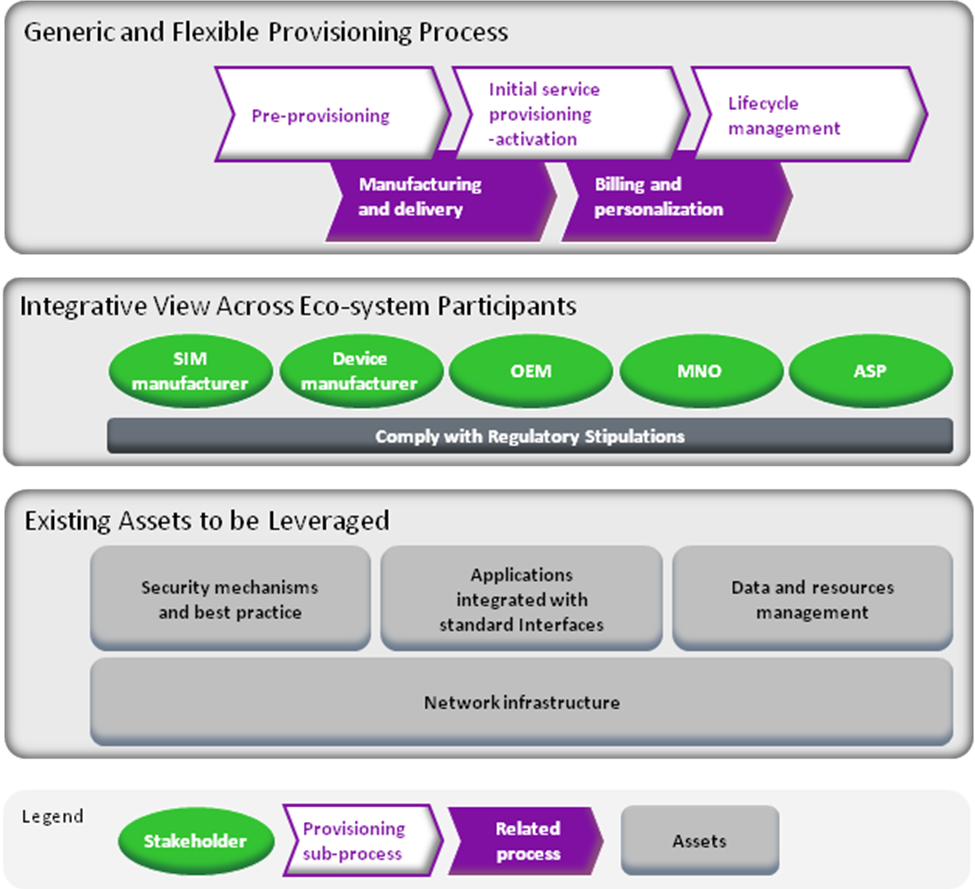 Generic and Flexible Provisioning Process
Pre-provisioning
Initial service
provisioning
-activation
Lifecycle
management
Manufacturing
and delivery
Billing and
personalization
Integrative View Across Eco-system Participants
SIM
manufacturer
Device
manufacturer
OEM
MNO
ASP
Comply with Regulatory Stipulations
Existing Assets to be Leveraged
Security mechanisms
and best practice
Applications
integrated with
standard Interfaces
Data and resources
management
Network infrastructure
Legend
Stakeholder
Provisioning
sub-process
Related
process
Assets